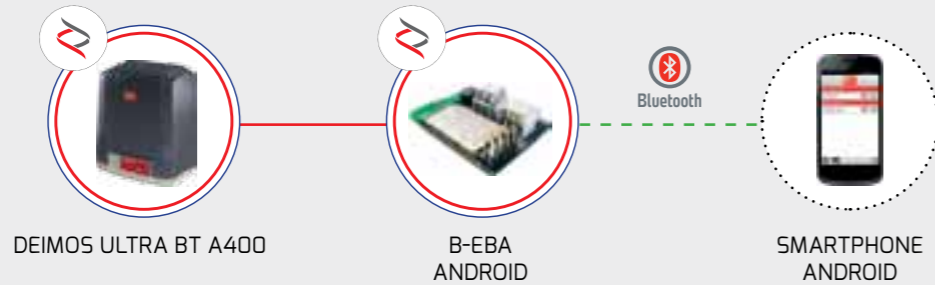 Bluetooth
DEIMOS ULTRA BT A400
B-EBA
ANDROID
SMARTPHONE
ANDROID